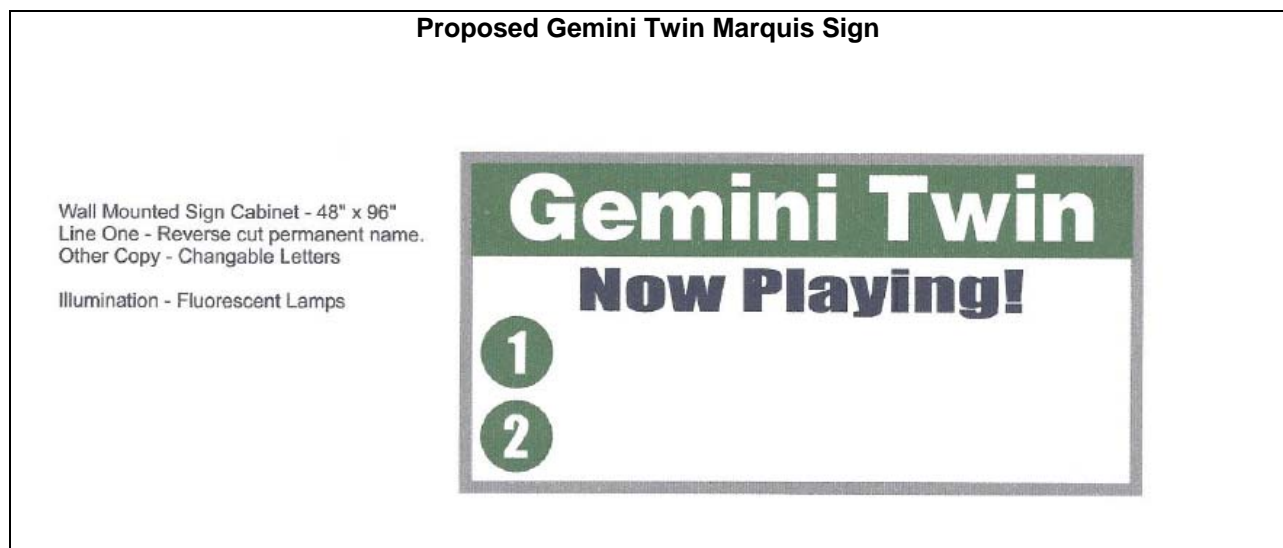 Proposed Gemini Twin Marquis Sign
Wall Mounted Sign Cabinet - 48" x 96"
Line One - Reverse cut permanent name.
Other Copy - Changable Letters
Illumination - Fluorescent Lamps
Gemini Twin
Now Playing!
1
2